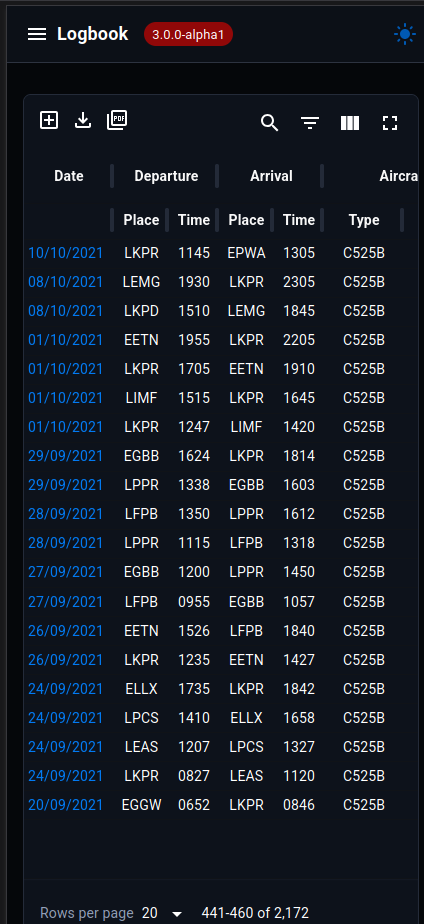 Logbook 3.0.0-alpha1
PDF
Date Departure Arrival Aircra
Place Time Place Time Type
10/10/2021 LKPR 1145 EPWA 1305 C525B
08/10/2021 LEMG 1930 LKPR 2305 C525B
08/10/2021 LKPD 1510 LEMG 1845 C525B
01/10/2021 EETN 1955 LKPR 2205 C525B
01/10/2021 LKPR 1705 EETN 1910 C525B
01/10/2021 LIMF 1515 LKPR 1645 C525B
01/10/2021 LKPR 1247 LIMF 1420 C525B
29/09/2021 EGBB 1624 LKPR 1814 C525B
29/09/2021 LPPR 1338 EGBB 1603 C525B
28/09/2021 LFPB 1350 LPPR 1612 C525B
28/09/2021 LPPR 1115 LFPB 1318 C525B
27/09/2021 EGBB 1200 LPPR 1450 C525B
27/09/2021 LFPB 0955 EGBB 1057 C525B
26/09/2021 EETN 1526 LFPB 1840 C525B
26/09/2021 LKPR 1235 EETN 1427 C525B
24/09/2021 ELLX 1735 LKPR 1842 C525B
24/09/2021 LPCS 1410 ELLX 1658 C525B
24/09/2021 LEAS 1207 LPCS 1327 C525B
24/09/2021 LKPR 0827 LEAS 1120 C525B
20/09/2021 EGGW 0652 LKPR 0846 C525B
Rows per page 20 441-460 of 2,172